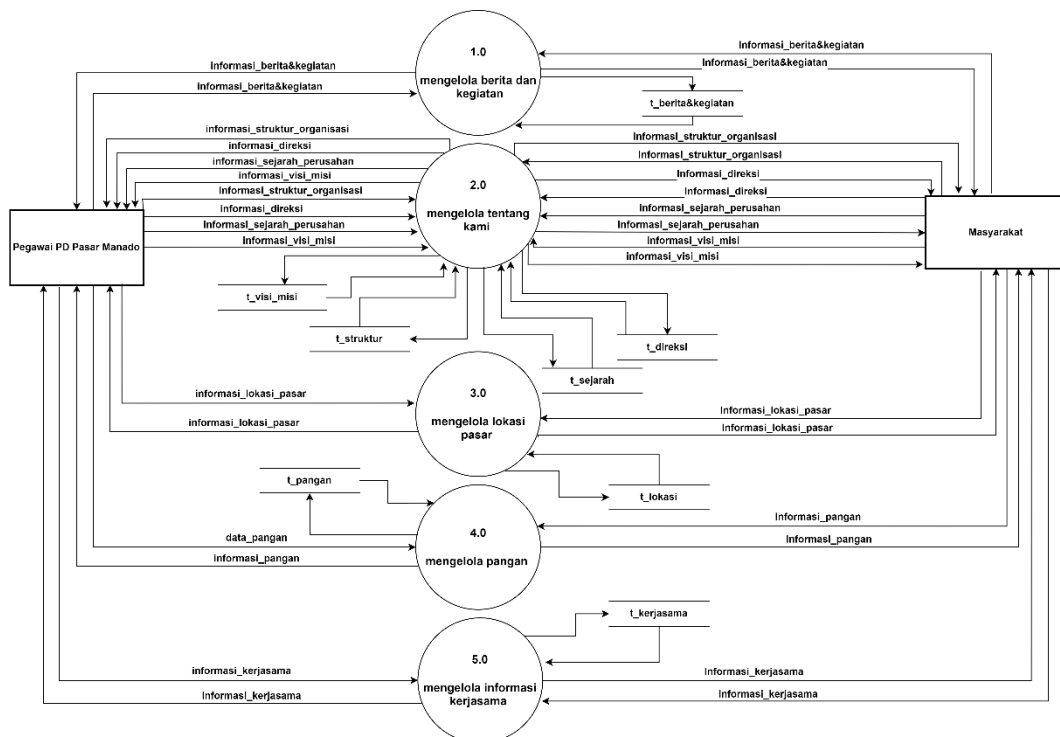 1.0
mengelola berita dan
kegiatan
Informasi_berita&kegiatan
informasi_berita&kegiatan
Informasi_berita&kegiatan
Informasi_berita&kegiatan
t_berita&kegiatan
informasi_struktur_organisasi
informasi_direksi
informasi_sejarah_perusahan
informasi_visi_misi
Informasi_struktur_organisasi
informasi_direksi
Informasi_sejarah_perusahan
Informasi_visi_misi
2.0
mengelola tentang
kami
Informasi_struktur_organisasi
Informasi_struktur_organisasi
Informasi_direksi
Informasi_direksi
Informasi_sejarah_perusahan
Informasi_sejarah_perusahan
Informasi_visi_misi
informasi_visi_misi
Pegawai PD Pasar Manado
Masyarakat
t_visi_misi
t_struktur
t_sejarah
t_direksi
3.0
mengelola lokasi
pasar
informasi_lokasi_pasar
informasi_lokasi_pasar
Informasi_lokasi_pasar
Informasi_lokasi_pasar
t_lokasi
t_pangan
4.0
mengelola pangan
data_pangan
informasi_pangan
Informasi_pangan
Informasi_pangan
t_kerjasama
5.0
mengelola informasi
kerjasama
informasi_kerjasama
Informasi_kerjasama
Informasi_kerjasama
Informasi_kerjasama